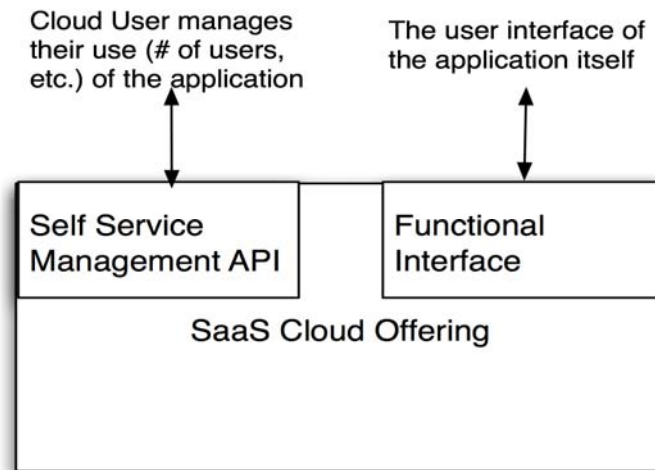 Cloud User manages
their use (# of users,
etc.) of the application
The user interface of
the application itself
Self Service
Management API
Functional
Interface
SaaS Cloud Offering